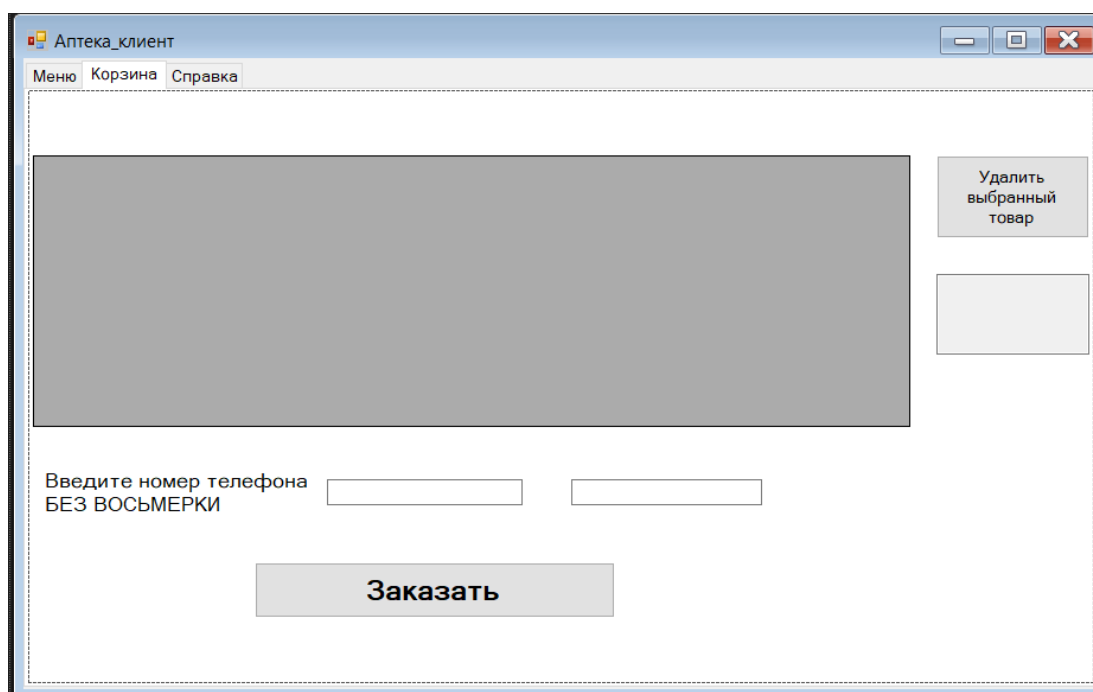 Аптека_клиент
Меню Корзина Справка
Удалить
выбранный
товар
Введите номер телефона
БЕЗ ВОСЬМЕРКИ
Заказать